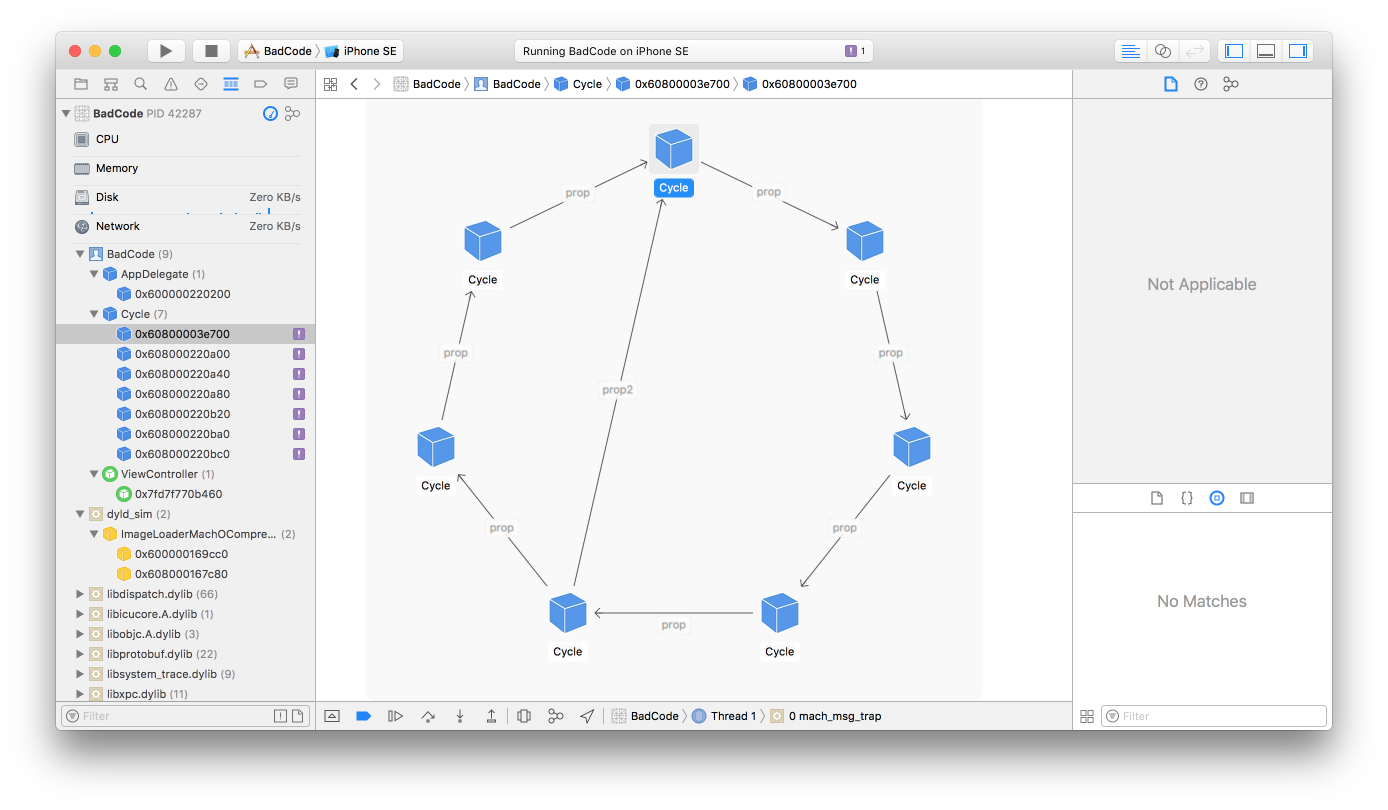 BadCode iPhone SE
Running BadCode on iPhone SE
1
BadCode PID 42287
CPU
Memory
Disk Zero KB/s
Network Zero KB/s
BadCode (9)
AppDelegate (1)
0x600000220200
Cycle (7)
0x60800003e700
0x608000220a00
0x608000220a40
0x608000220a80
0x608000220b20
0x608000220ba0
0x608000220bc0
ViewController (1)
0x7fd7f770b460
dyld_sim (2)
ImageLoaderMachOCompre... (2)
0x600000169cc0
0x608000167c80
libdispatch.dylib (66)
libicucore.A.dylib (1)
libobjc.A.dylib (3)
libprotobuf.dylib (22)
libsystem_trace.dylib (9)
libxpc.dylib (11)
Filter
BadCode BadCode Cycle 0x60800003e700 0x60800003e700
Cycle
prop
prop
Cycle
Cycle
prop
prop
prop2
Cycle
Cycle
prop
prop
prop
Cycle
Cycle
BadCode Thread 1 0 mach_msg_trap
Not Applicable
No Matches
Filter